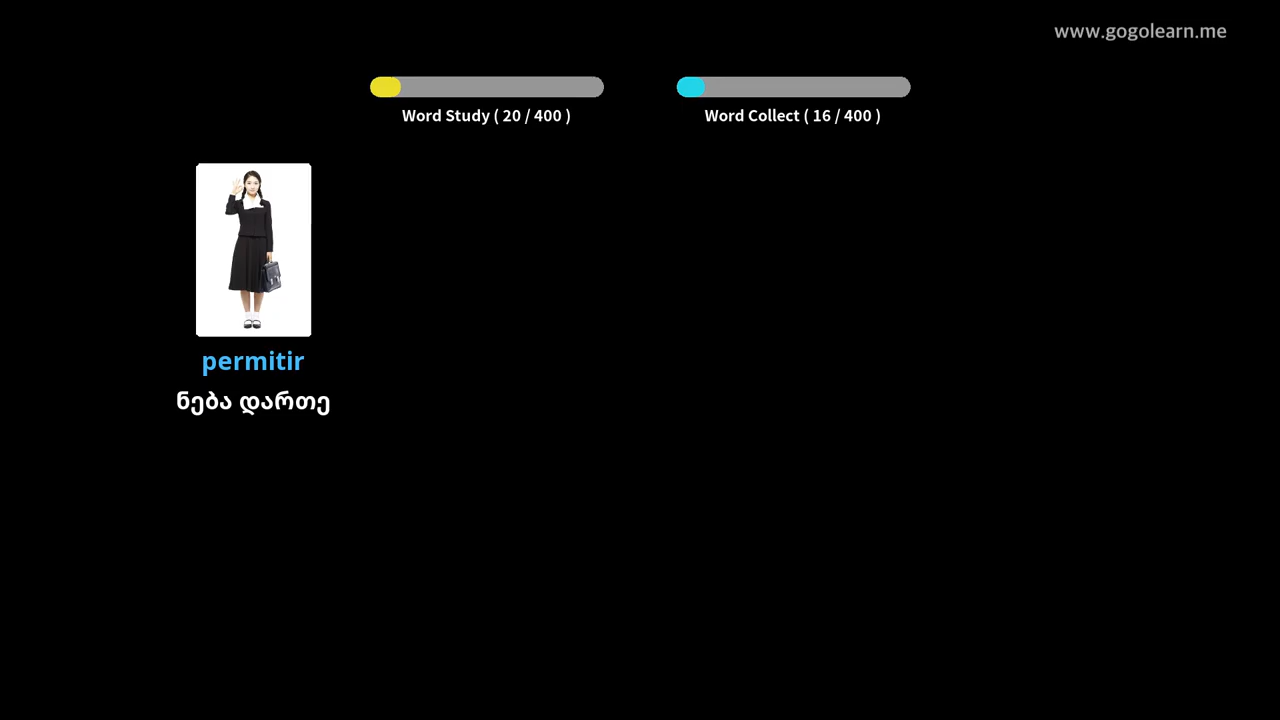 www.gogolearn.me
Word Study ( 20 / 400 )
Word Collect ( 16 / 400 )
permitir
ნება დართე